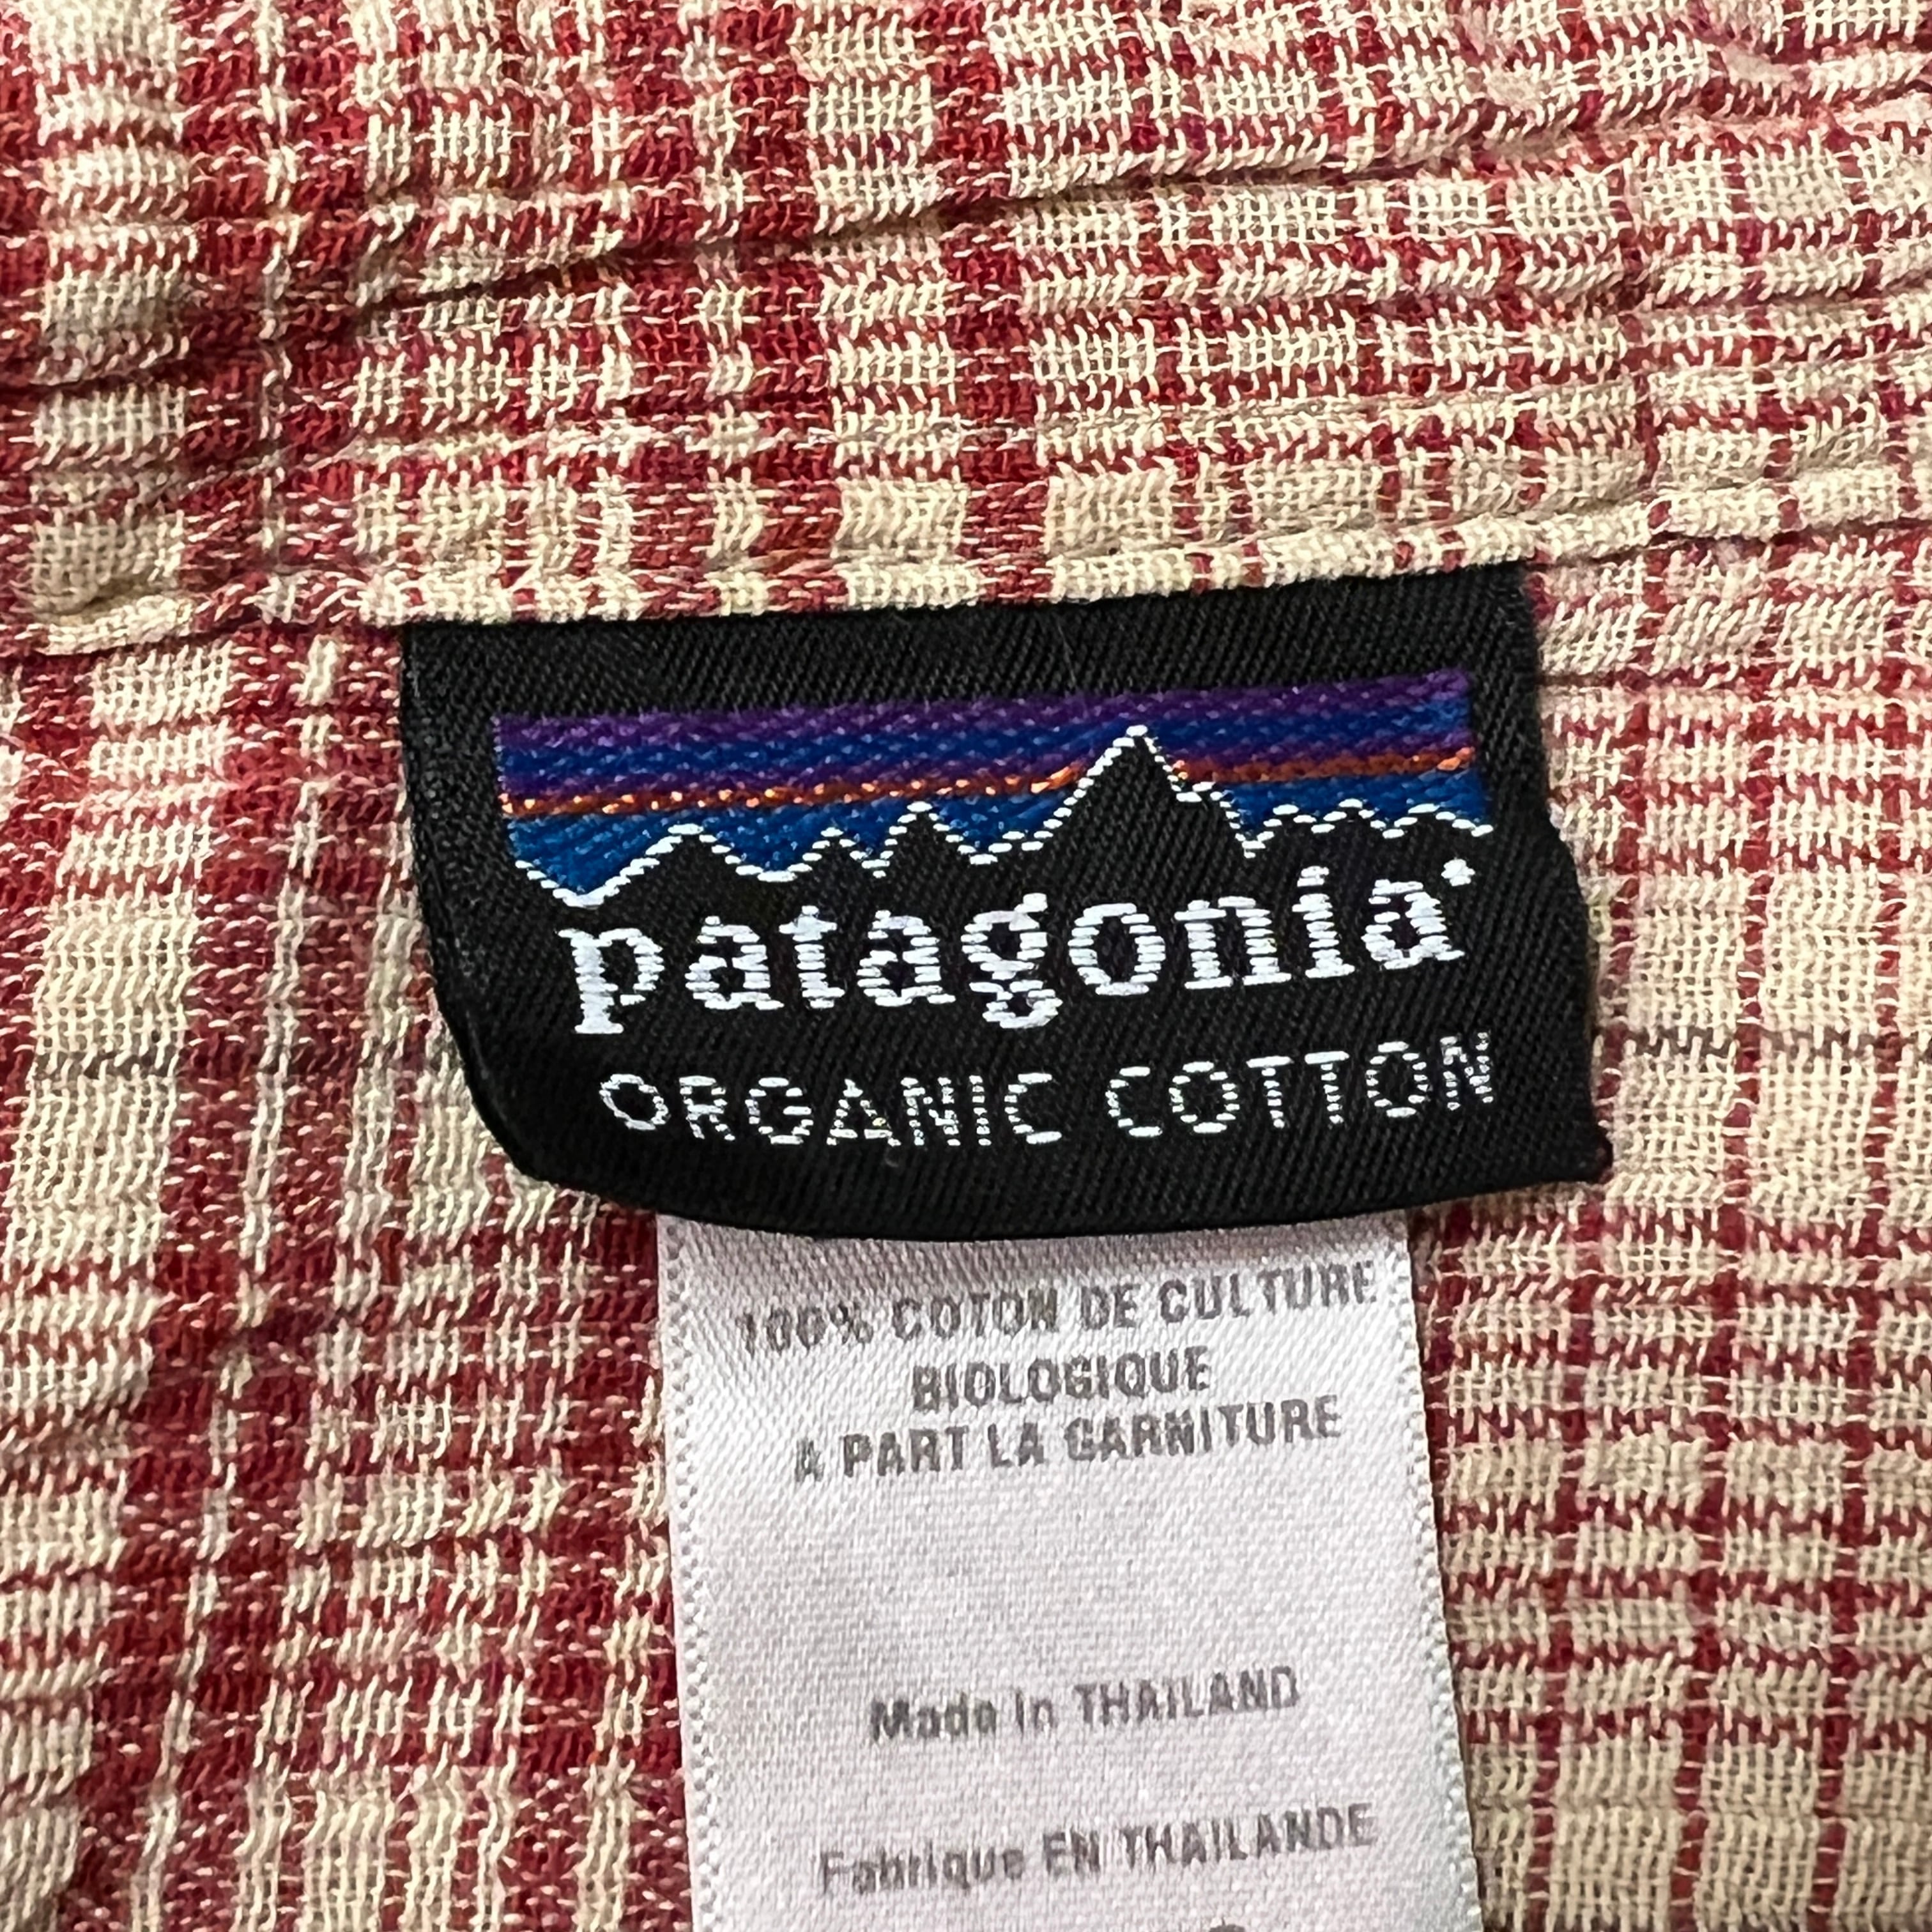 patagonia
ORGANIC COTTON
100% COTON DE CULTURE
BIOLOGIQUE
A PART LA GARNITURE
Made in THAILAND
Fabrique EN THAILANDE